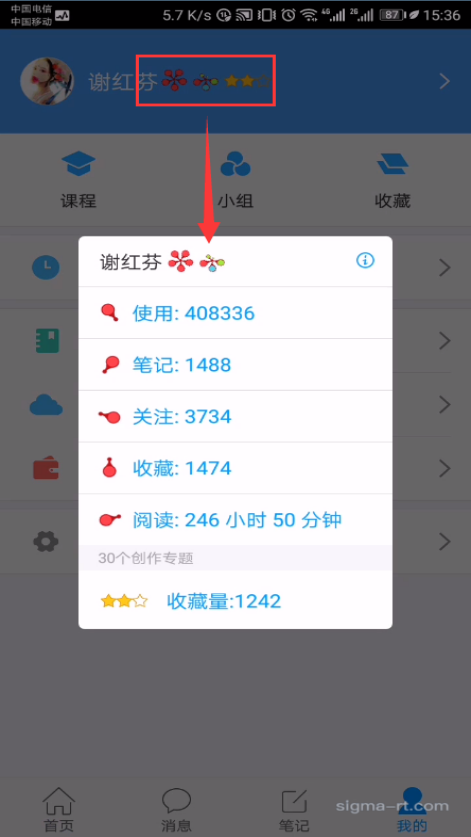 中国电信
中国移动
5.7 K/s
4G
2G
87
15:36
谢红芬
课程
小组
收藏
谢红芬
使用: 408336
笔记: 1488
关注: 3734
收藏: 1474
阅读: 246 小时 50 分钟
30个创作专题
收藏量:1242
首页
消息
笔记
我的
sigma-rt.com